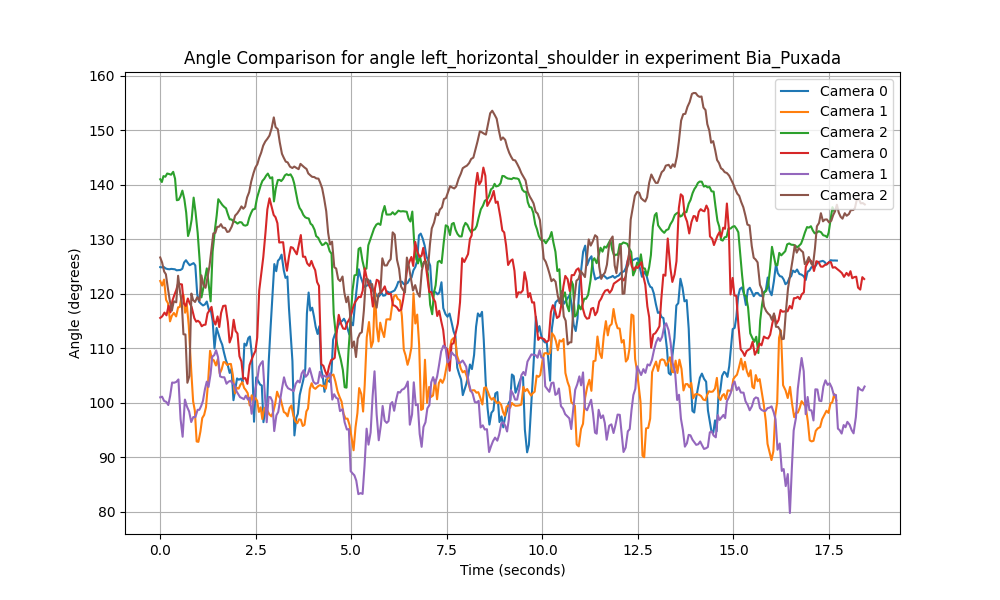 Angle Comparison for angle left_horizontal_shoulder in experiment Bia_Puxada
160
150
140
130
120
110
100
90
80
Angle (degrees)
Camera 0
Camera 1
Camera 2
Camera 0
Camera 1
Camera 2
0.0 2.5 5.0 7.5 10.0 12.5 15.0 17.5
Time (seconds)